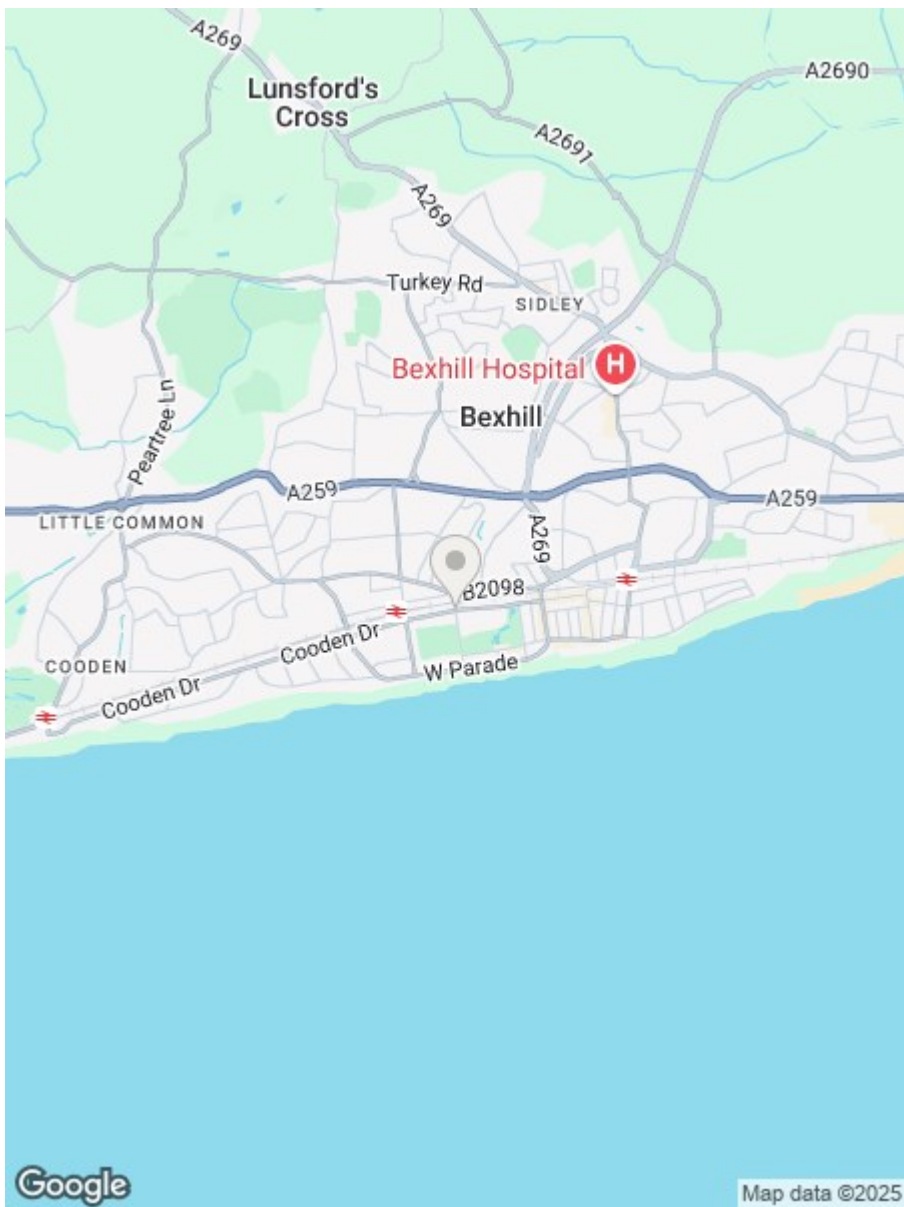 A269
A2690
Lunsford's
Cross
A2691
A269
Turkey Rd
SIDLEY
Bexhill Hospital
H
Bexhill
Peartree Ln
A259
A259
LITTLE COMMON
A269
B2098
Cooden Dr
W Parade
COODEN
Cooden Dr
Google
Map data ©2025